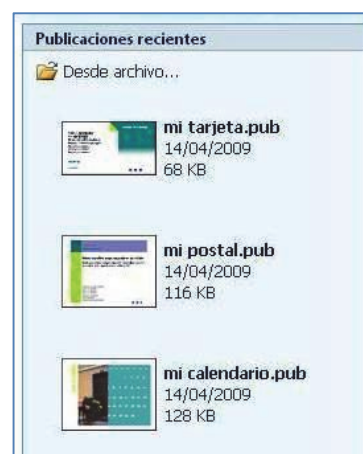 Publicaciones recientes
Desde archivo...
mi tarjeta.pub
14/04/2009
68 KB
mi postal.pub
14/04/2009
116 KB
mi calendario.pub
14/04/2009
128 KB